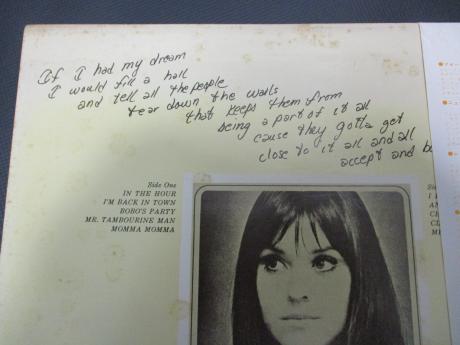 If I had my dream
I would fill a hall
and tell all the people
tear down the walls
that keeps them from
being a part of it all
cause they gotta get
close to it all and all
accept and
Side One
IN THE HOUR
I'M BACK IN TOWN
BOBO'S PARTY
MR. TAMBOURINE MAN
MOMMA MOMMA